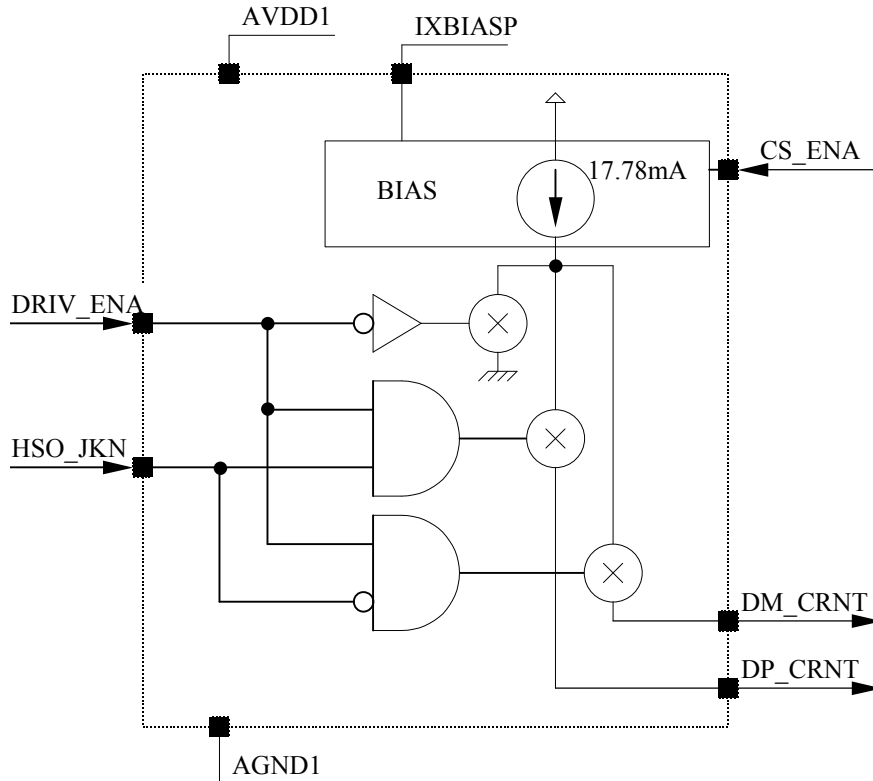 AVDD1
IXBIASP
CS_ENA
17.78mA
BIAS
DRIV_ENA
HSO_JKN
DM_CRNT
DP_CRNT
AGND1